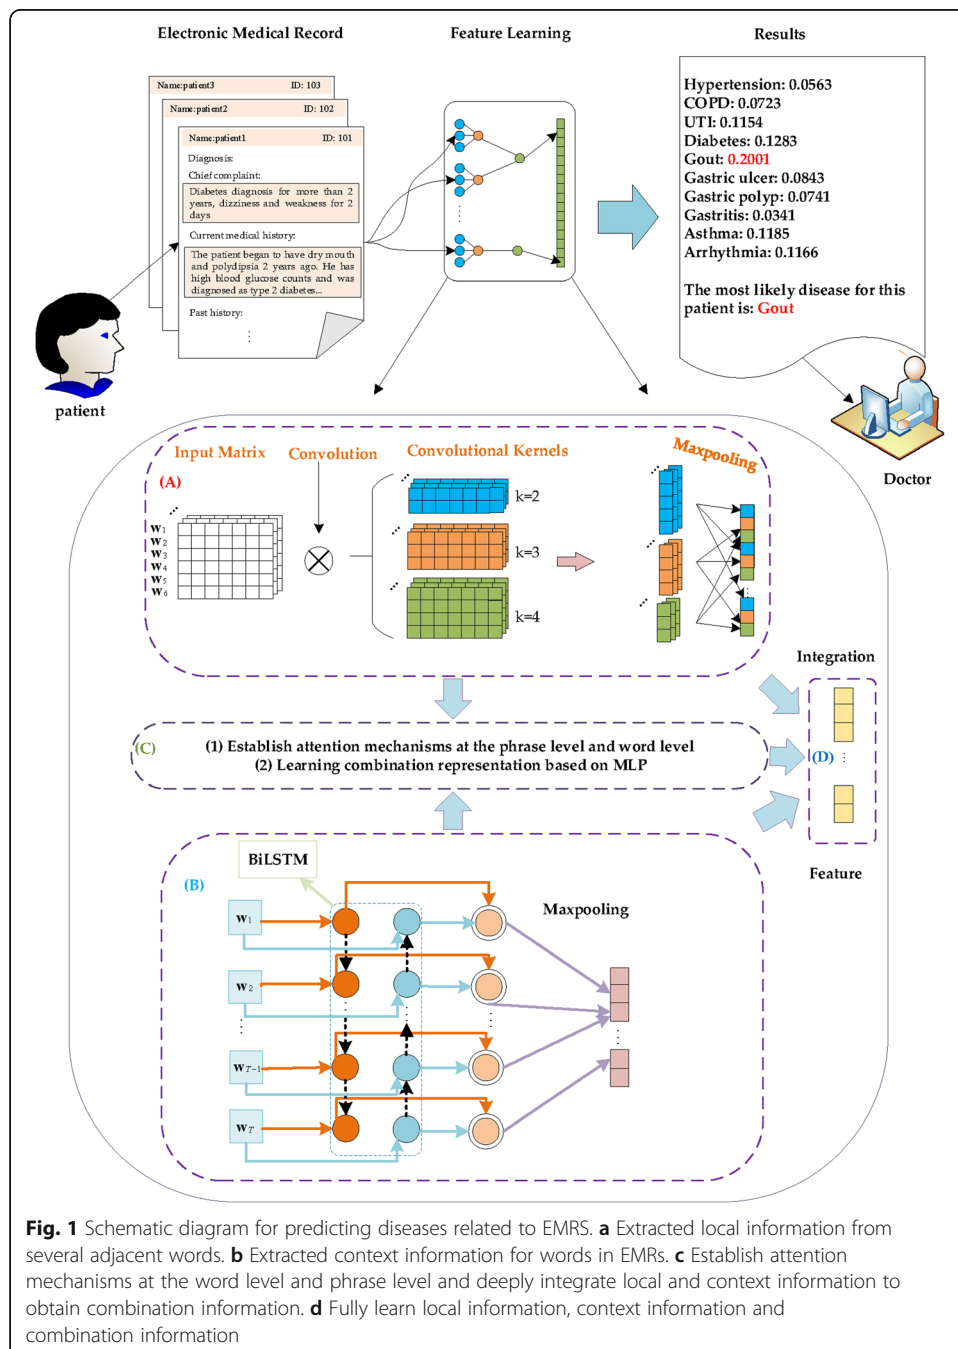 Electronic Medical Record
Feature Learning
Results
Name:patient3 ID: 103
Name:patient2 ID: 102
Name:patient1 ID: 101
Diagnosis:
Chief complaint:
Diabetes diagnosis for more than 2
years, dizziness and weakness for 2
days
Current medical history:
The patient began to have dry mouth
and polydipsia 2 years ago. He has
high blood glucose counts and was
diagnosed as type 2 diabetes...
Past history:
patient
Hypertension: 0.0563
COPD: 0.0723
UTI: 0.1154
Diabetes: 0.1283
Gout: 0.2001
Gastric ulcer: 0.0843
Gastric polyp: 0.0741
Gastritis: 0.0341
Asthma: 0.1185
Arrhythmia: 0.1166
The most likely disease for this
patient is: Gout
Doctor
(A)
Input Matrix
Convolution
Convolutional Kernels
Maxpooling
W1
W2
W3
W4
W5
W6
k=2
k=3
k=4
Integration
(C)
(1) Establish attention mechanisms at the phrase level and word level
(2) Learning combination representation based on MLP
(D)
Feature
BiLSTM
(B)
Maxpooling
W1
W2
WT−1
WT
Fig. 1 Schematic diagram for predicting diseases related to EMRS. a Extracted local information from
several adjacent words. b Extracted context information for words in EMRs. c Establish attention
mechanisms at the word level and phrase level and deeply integrate local and context information to
obtain combination information. d Fully learn local information, context information and
combination information